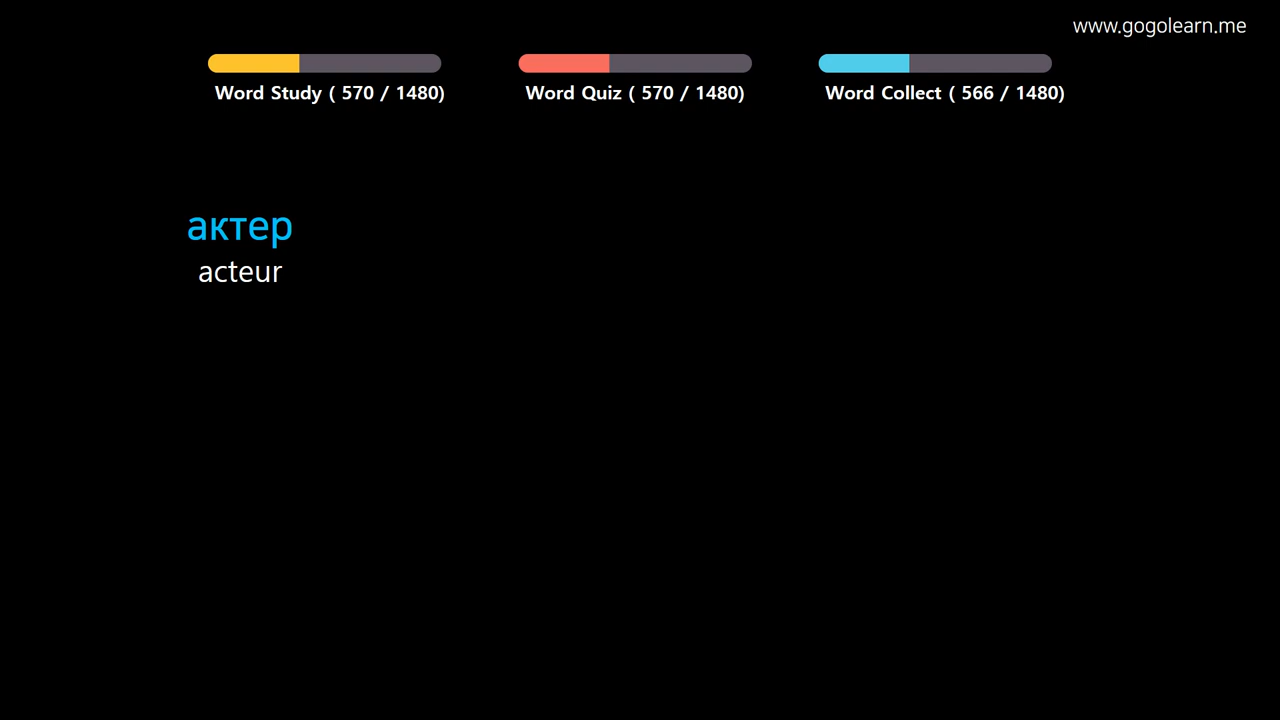 www.gogolearn.me
Word Study ( 570 / 1480)
Word Quiz ( 570 / 1480)
Word Collect ( 566 / 1480)
актер
acteur